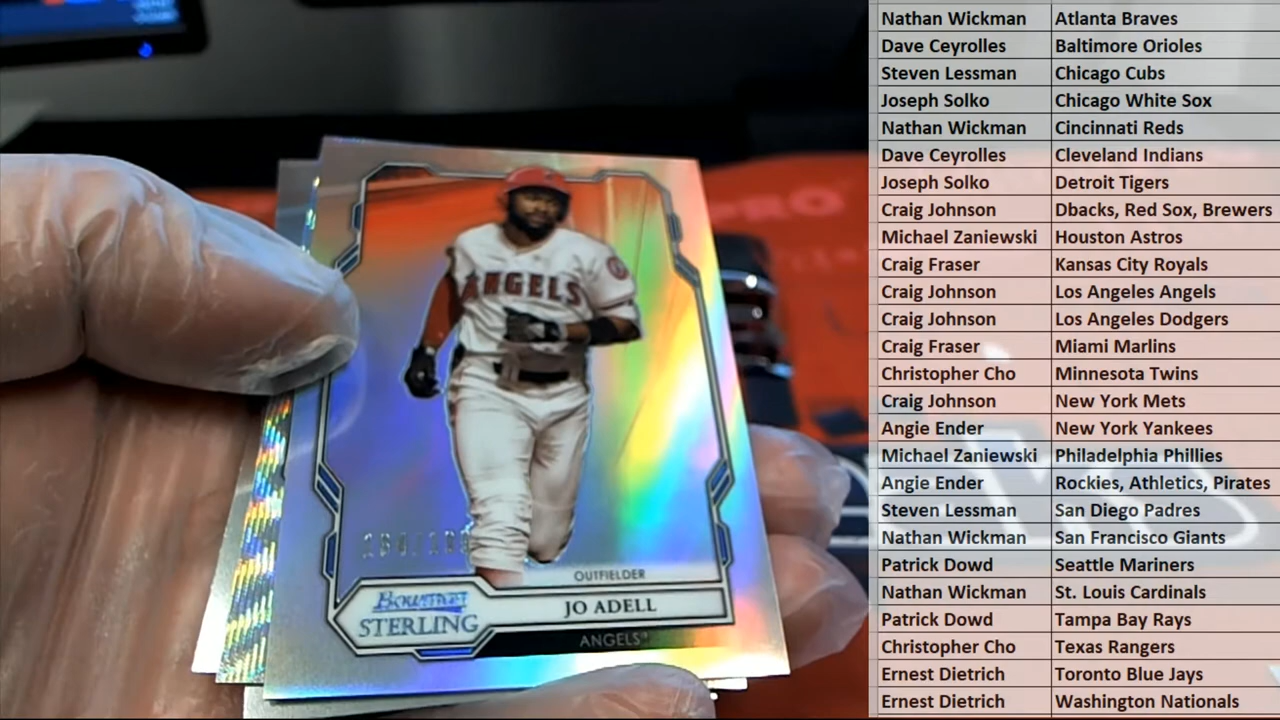 Nathan Wickman Atlanta Braves
Dave Ceyrolles Baltimore Orioles
Steven Lessman Chicago Cubs
Joseph Solko Chicago White Sox
Nathan Wickman Cincinnati Reds
Dave Ceyrolles Cleveland Indians
Joseph Solko Detroit Tigers
Craig Johnson Dbacks, Red Sox, Brewers
Michael Zaniewski Houston Astros
Craig Fraser Kansas City Royals
Craig Johnson Los Angeles Angels
Craig Johnson Los Angeles Dodgers
Craig Fraser Miami Marlins
Christopher Cho Minnesota Twins
Craig Johnson New York Mets
Angie Ender New York Yankees
Michael Zaniewski Philadelphia Phillies
Angie Ender Rockies, Athletics, Pirates
Steven Lessman San Diego Padres
Nathan Wickman San Francisco Giants
Patrick Dowd Seattle Mariners
Nathan Wickman St. Louis Cardinals
Patrick Dowd Tampa Bay Rays
Christopher Cho Texas Rangers
Ernest Dietrich Toronto Blue Jays
Ernest Dietrich Washington Nationals
ANGELS
OUTFIELDER
Bowman
STERLING
JO ADELL
ANGELS®
PRO